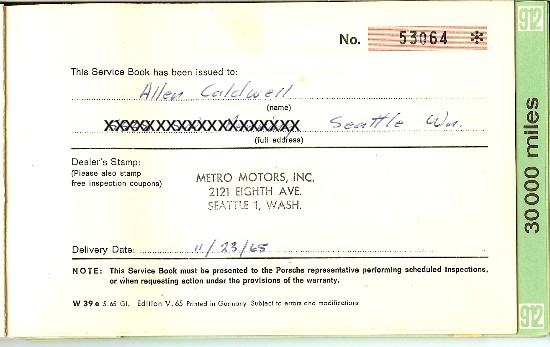 912
No. 53064 *
This Service Book has been issued to:
Allen Caldwell
(name)
XXXXXXXXXXXXXXXXXXXXX Seattle Wn.
(full address)
Dealer's Stamp:
(Please also stamp
free inspection coupons)
METRO MOTORS, INC.
2121 EIGHTH AVE.
SEATTLE 1, WASH.
Delivery Date: 11/23/65
NOTE: This Service Book must be presented to the Porsche representative performing scheduled inspections,
or when requesting action under the provisions of the warranty.
W 39 e 5. 65 Gl. Edition V. 65 Printed in Germany Subject to errors and modifications
30 000 miles
912